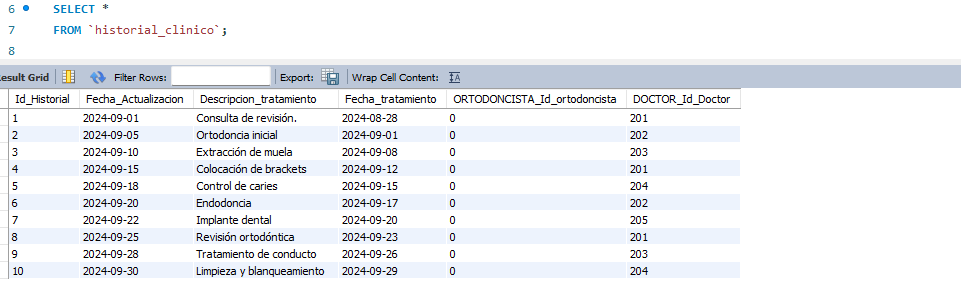 6 SELECT *
7 FROM `historial_clinico`;
8
esult Grid Filter Rows: Export: Wrap Cell Content:
Id_Historial Fecha_Actualizacion Descripcion_tratamiento Fecha_tratamiento ORTODONCISTA_Id_ortodoncista DOCTOR_Id_Doctor
1 2024-09-01 Consulta de revisión. 2024-08-28 0 201
2 2024-09-05 Ortodoncia inicial 2024-09-01 0 202
3 2024-09-10 Extracción de muela 2024-09-08 0 203
4 2024-09-15 Colocación de brackets 2024-09-12 0 201
5 2024-09-18 Control de caries 2024-09-15 0 204
6 2024-09-20 Endodoncia 2024-09-17 0 202
7 2024-09-22 Implante dental 2024-09-20 0 205
8 2024-09-25 Revisión ortodóntica 2024-09-23 0 201
9 2024-09-28 Tratamiento de conducto 2024-09-26 0 203
10 2024-09-30 Limpieza y blanqueamiento 2024-09-29 0 204